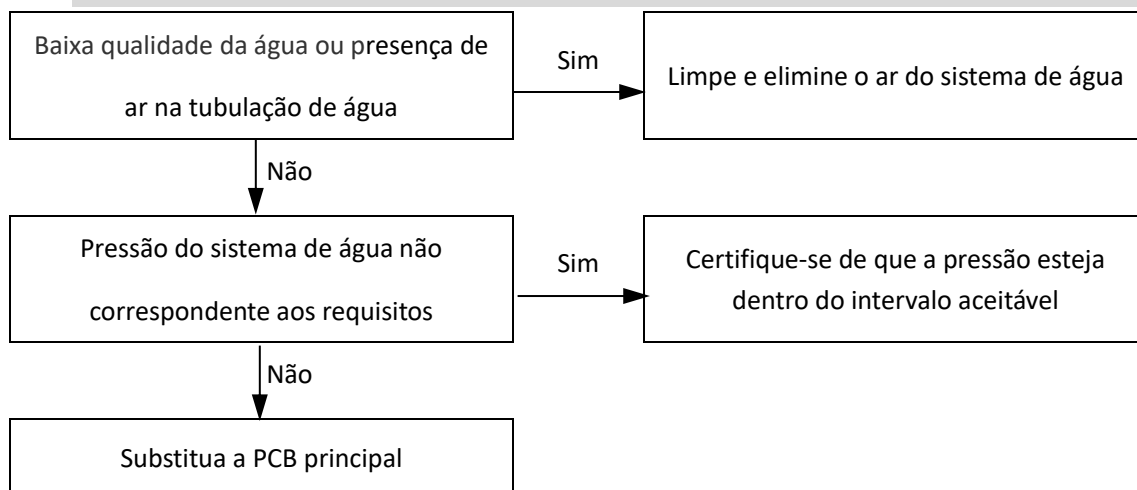 Baixa qualidade da água ou presença de
ar na tubulação de água
Sim
Limpe e elimine o ar do sistema de água
Não
Pressão do sistema de água não
correspondente aos requisitos
Sim
Certifique-se de que a pressão esteja
dentro do intervalo aceitável
Não
Substitua a PCB principal